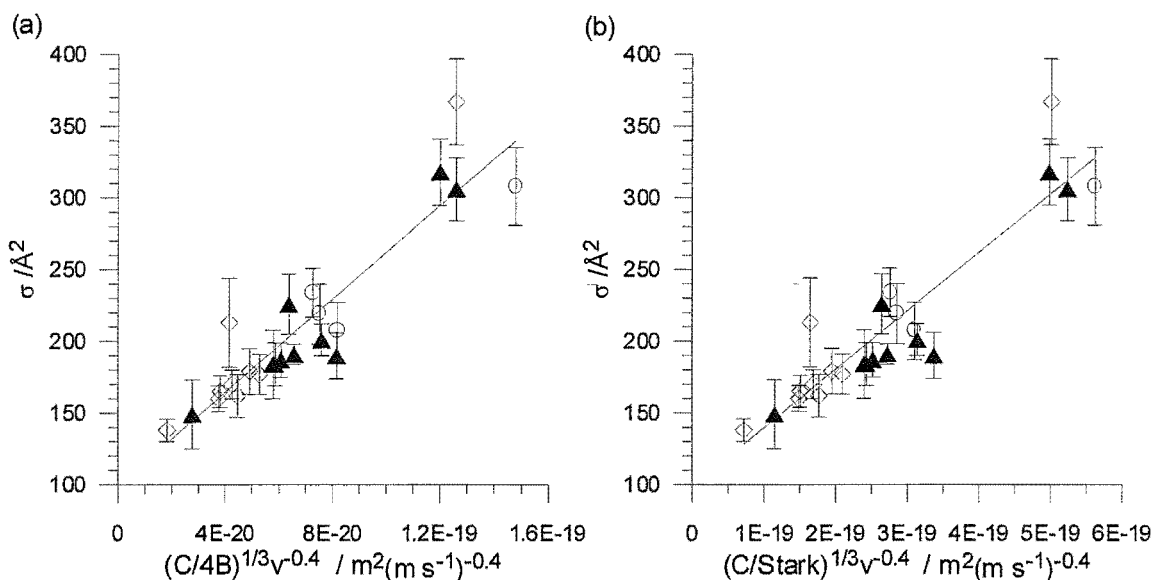 (a)
400
350
300
250
200
150
100
σ /Å²
0
4E-20
8E-20
1.2E-19
1.6E-19
(C/4B)^1/3 v^-0.4 / m²(m s⁻¹)^-0.4
(b)
400
350
300
250
200
150
100
σ /Å²
0
1E-19
2E-19
3E-19
4E-19
5E-19
6E-19
(C/Stark)^1/3 v^-0.4 / m²(m s⁻¹)^-0.4